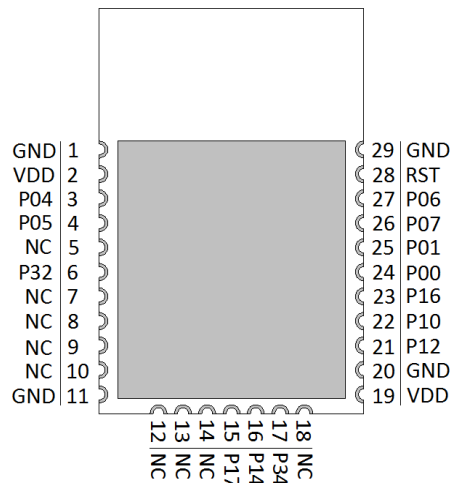 GND 1
VDD 2
P04 3
P05 4
NC 5
P32 6
NC 7
NC 8
NC 9
NC 10
GND 11
12 NC
13 NC
14 NC
15 P17
16 P14
17 P34
18 NC
29 GND
28 RST
27 P06
26 P07
25 P01
24 P00
23 P16
22 P10
21 P12
20 GND
19 VDD